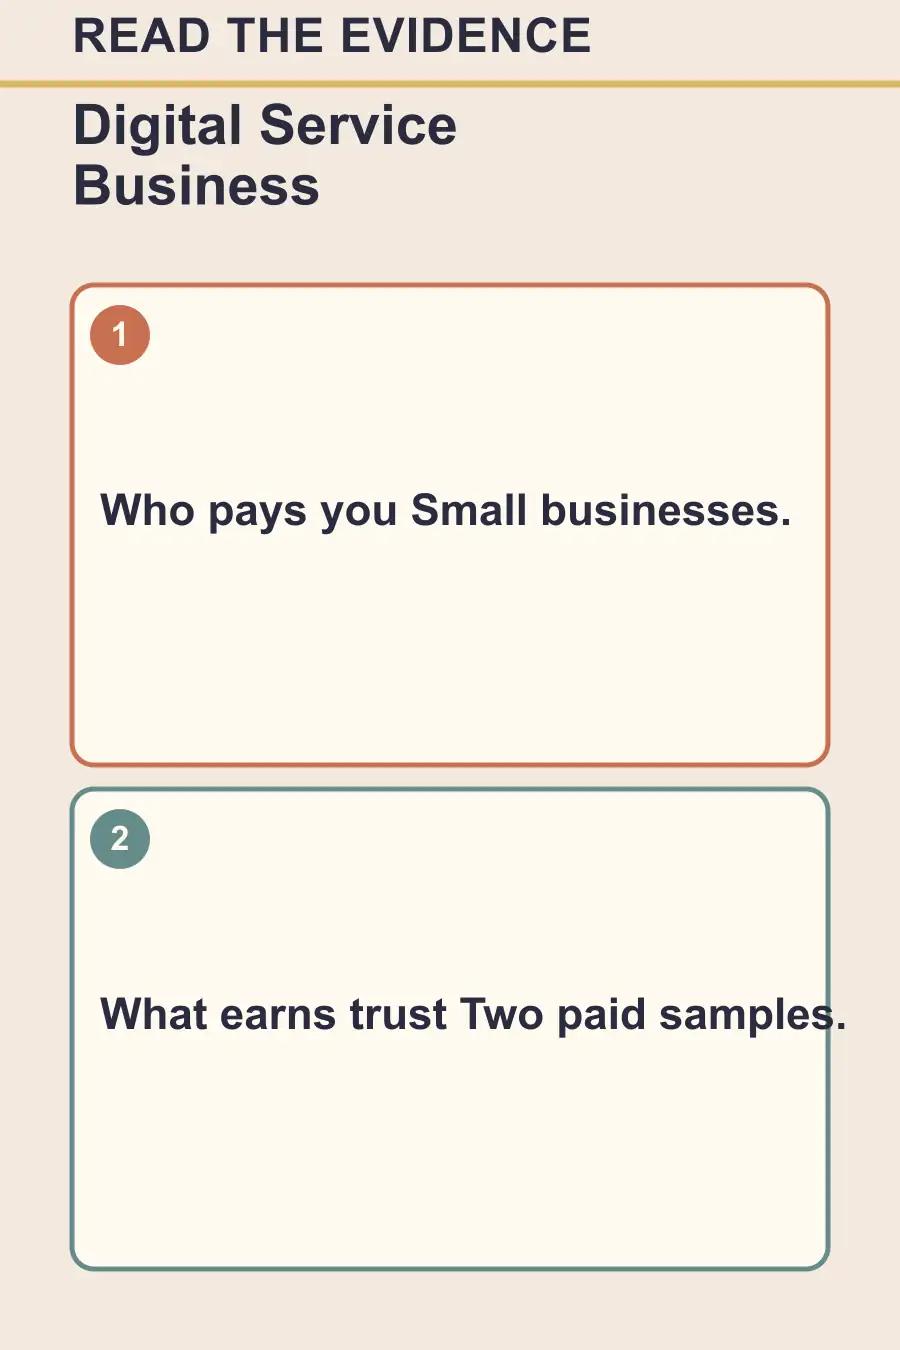 READ THE EVIDENCE
Digital Service
Business
1
Who pays you Small businesses.
2
What earns trust Two paid samples.